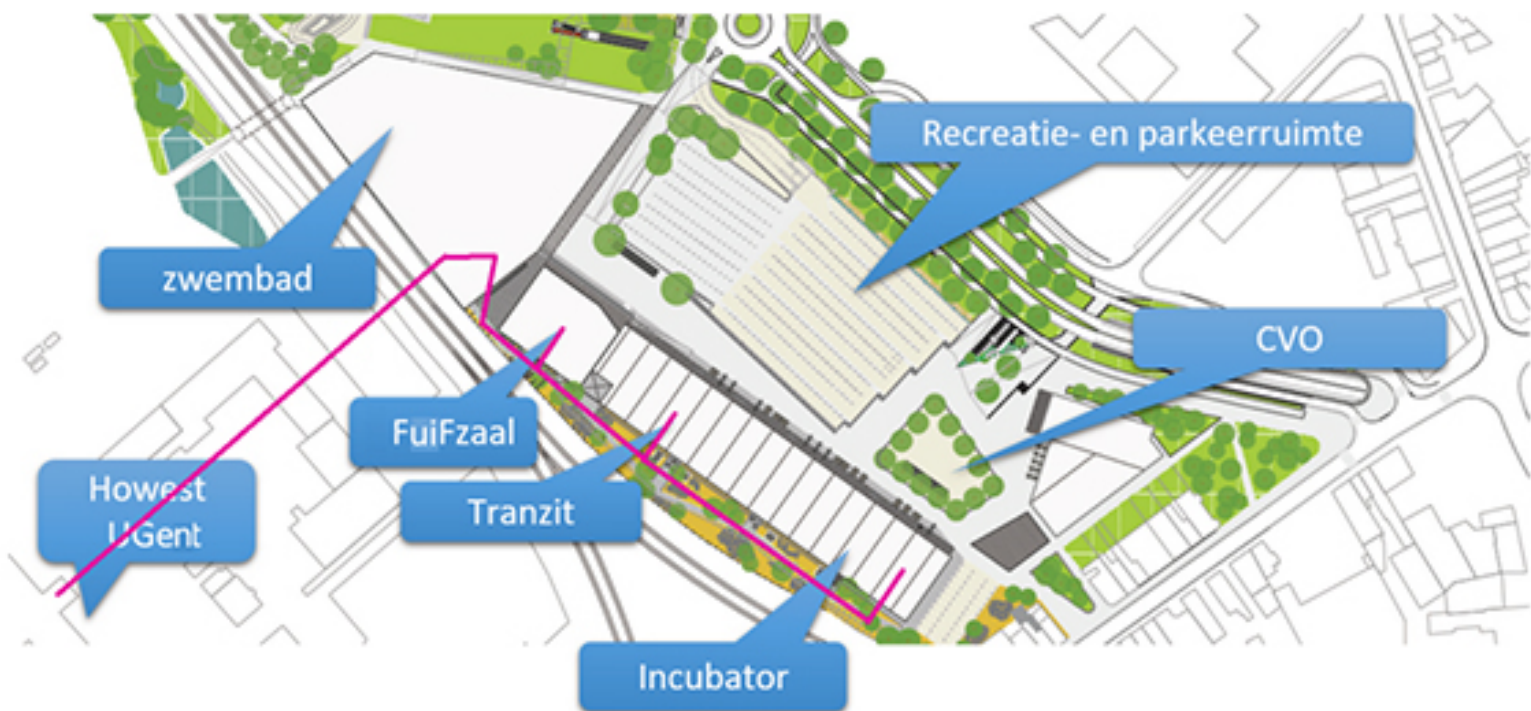 Recreatie- en parkeerruimte
zwembad
CVO
FuiFzaal
Howest
UGent
Tranzit
Incubator